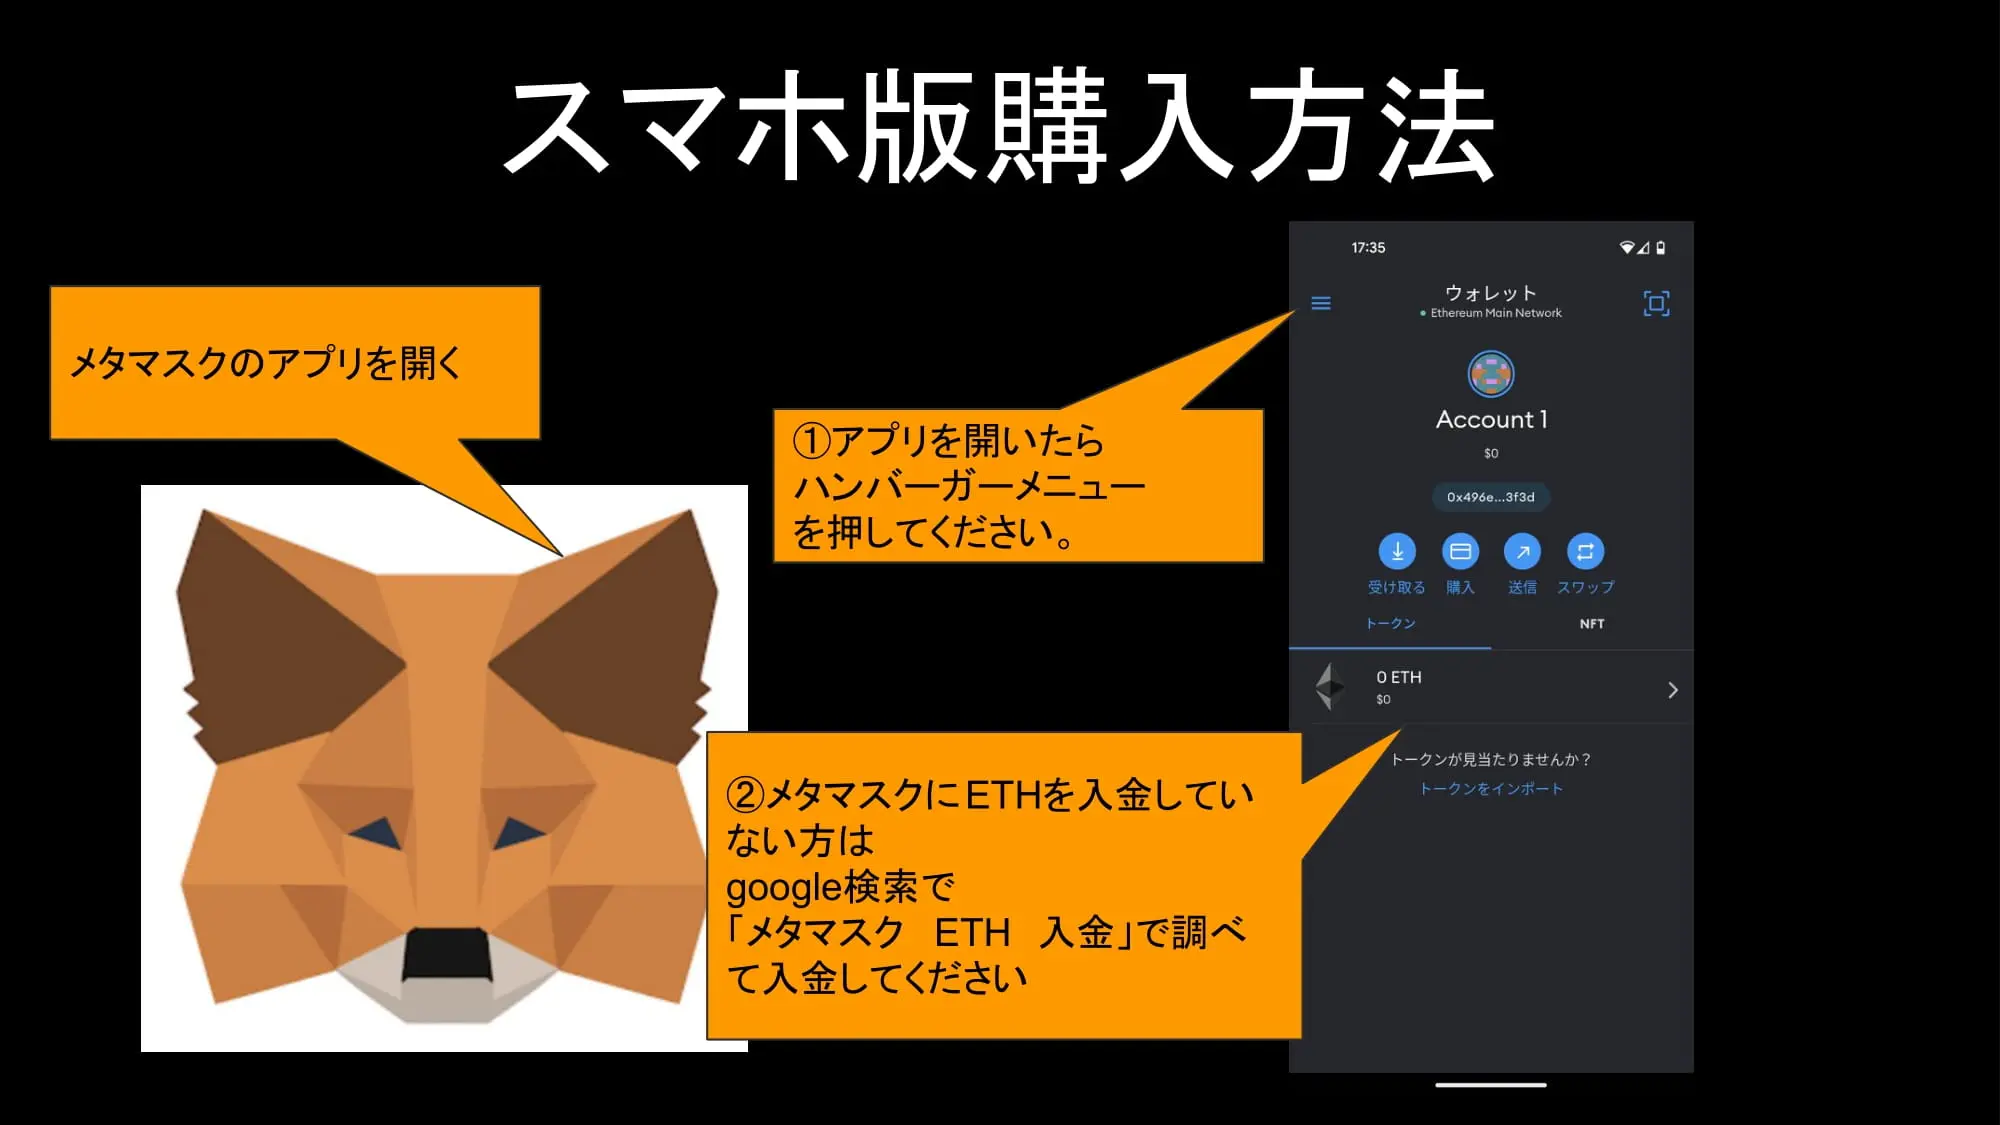 スマホ版購入方法
メタマスクのアプリを開く
①アプリを開いたら
ハンバーガーメニュー
を押してください。
②メタマスクにETHを入金してい
ない方は
google検索で
「メタマスク　ETH　入金」で調べ
て入金してください
17:35
ウォレット
Ethereum Main Network
Account 1
$0
0x496e...3f3d
受け取る 購入 送信 スワップ
トークン NFT
0 ETH
$0
トークンが見当たりませんか？
トークンをインポート